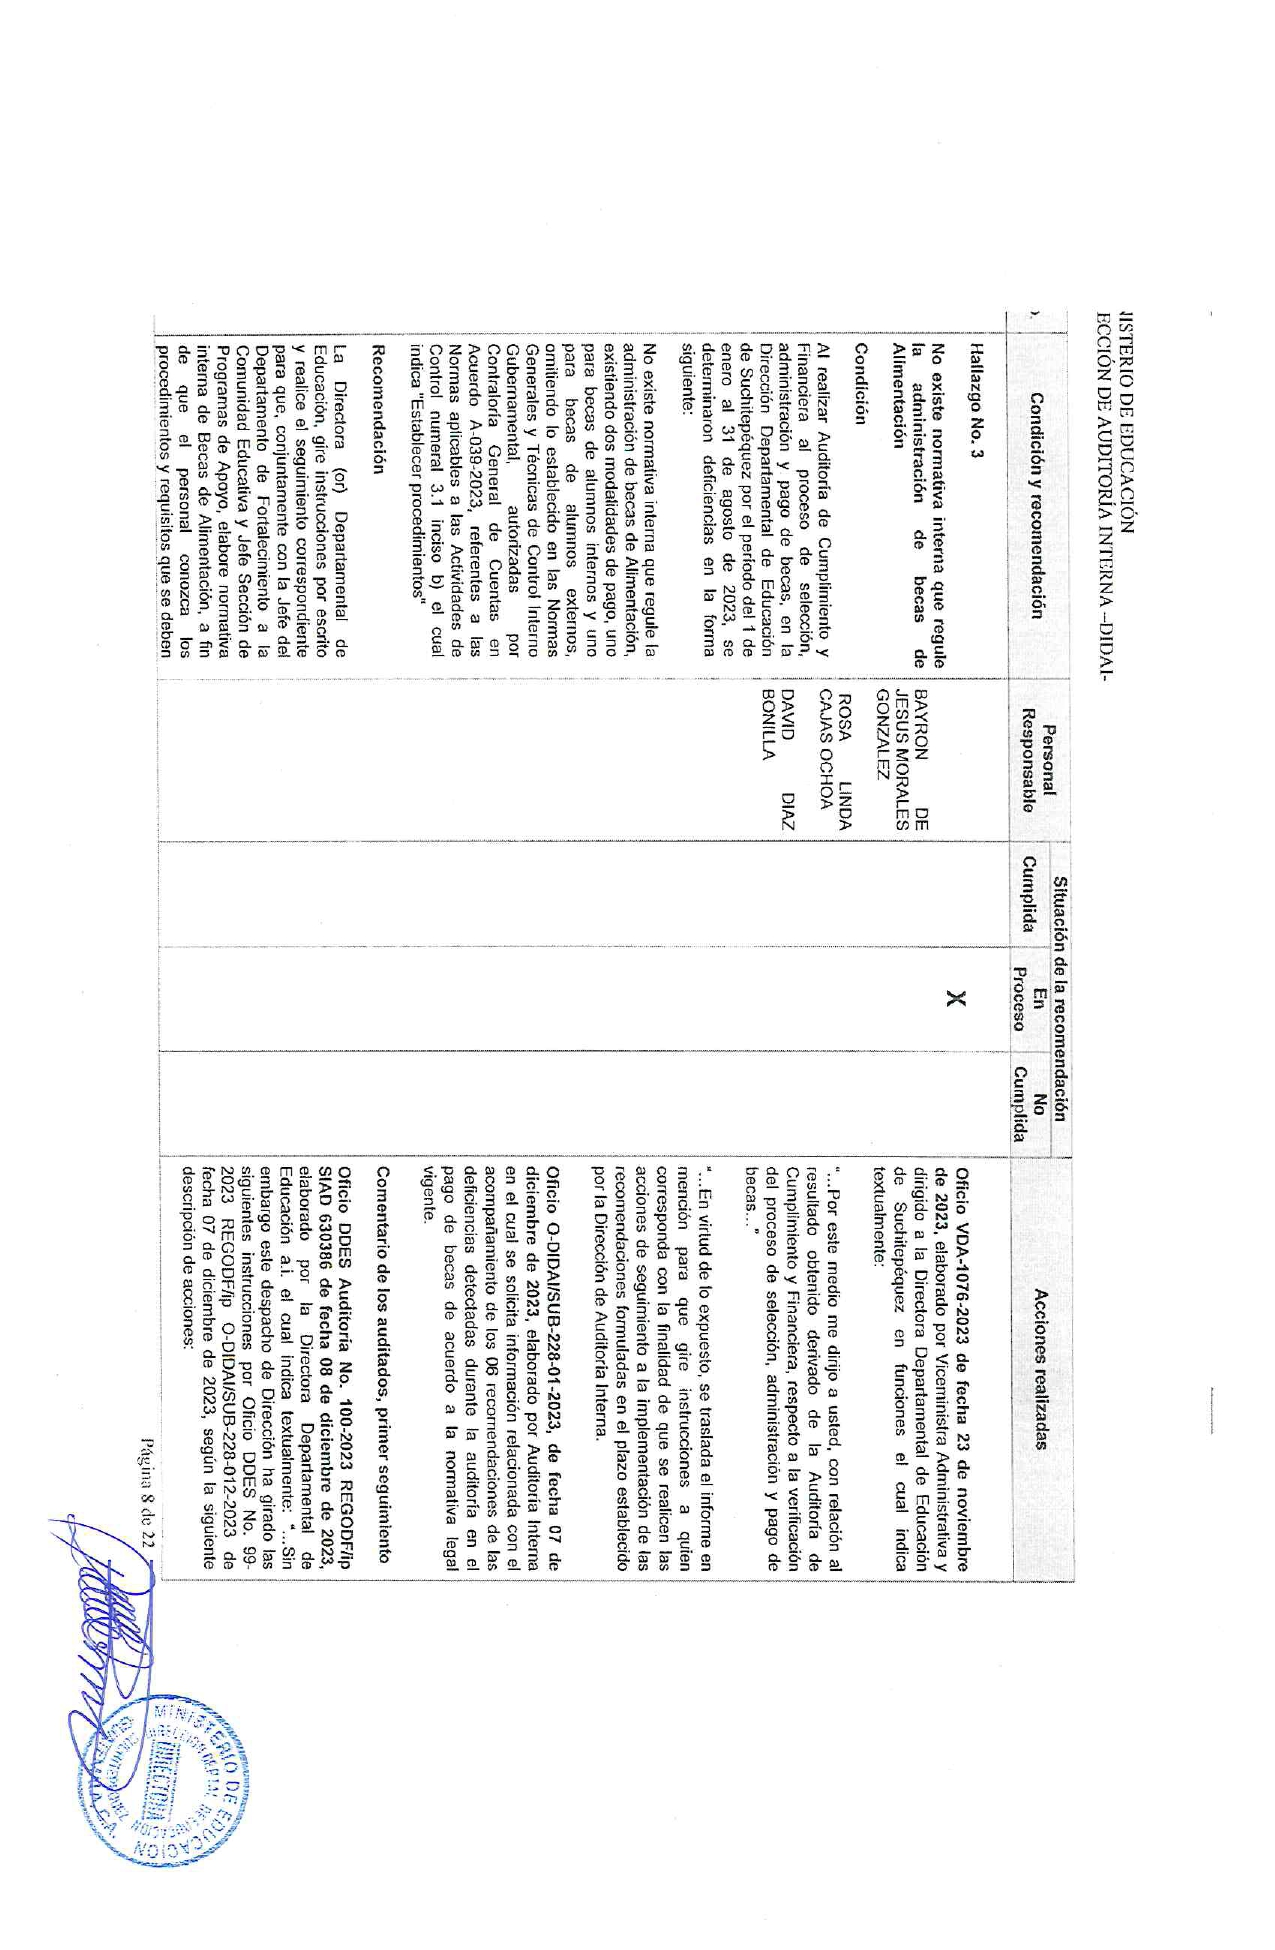 IISTERIO DE EDUCACIÓN
ECCIÓN DE AUDITORÍA INTERNA –DIDAI-
Condición y recomendación
Personal
Responsable
Situación de la recomendación
Cumplida
En
Proceso
No
Cumplida
Acciones realizadas
Hallazgo No. 3
No existe normativa interna que regule
la administración de becas de
Alimentación
Condición
Al realizar Auditoría de Cumplimiento y
Financiera al proceso de selección,
administración y pago de becas, en la
Dirección Departamental de Educación
de Suchitepéquez por el período del 1 de
enero al 31 de agosto de 2023, se
determinaron deficiencias en la forma
siguiente:
No existe normativa interna que regule la
administración de becas de Alimentación,
existiendo dos modalidades de pago, uno
para becas de alumnos internos y uno
para becas de alumnos externos,
omitiendo lo establecido en las Normas
Generales y Técnicas de Control Interno
Gubernamental, autorizadas por
Contraloría General de Cuentas en
Acuerdo A-039-2023, referentes a las
Normas aplicables a las Actividades de
Control numeral 3.1 inciso b) el cual
indica "Establecer procedimientos"
Recomendación
La Directora (or) Departamental de
Educación, gire instrucciones por escrito
y realice el seguimiento correspondiente
para que, conjuntamente con la Jefe del
Departamento de Fortalecimiento a la
Comunidad Educativa y Jefe Sección de
Programas de Apoyo, elabore normativa
interna de Becas de Alimentación, a fin
de que el personal conozca los
procedimientos y requisitos que se deben
BAYRON DE
JESUS MORALES
GONZALEZ
ROSA LINDA
CAJAS OCHOA
DAVID DIAZ
BONILLA
X
Oficio VDA-1076-2023 de fecha 23 de noviembre
de 2023, elaborado por Viceministra Administrativa y
dirigido a la Directora Departamental de Educación
de Suchitepéquez en funciones el cual indica
textualmente:
"...Por este medio me dirijo a usted, con relación al
resultado obtenido derivado de la Auditoría de
Cumplimiento y Financiera, respecto a la verificación
del proceso de selección, administración y pago de
becas..."
"...En virtud de lo expuesto, se traslada el informe en
mención para que gire instrucciones a quien
corresponda con la finalidad de que se realicen las
acciones de seguimiento a la implementación de las
recomendaciones formuladas en el plazo establecido
por la Dirección de Auditoría Interna.
Oficio O-DIDAI/SUB-228-01-2023, de fecha 07 de
diciembre de 2023, elaborado por Auditoría Interna
en el cual se solicita información relacionada con el
acompañamiento de los 06 recomendaciones de las
deficiencias detectadas durante la auditoría en el
pago de becas de acuerdo a la normativa legal
vigente.
Comentario de los auditados, primer seguimiento
Oficio DDES Auditoría No. 100-2023 REGODF/ip
SIAD 630386 de fecha 08 de diciembre de 2023,
elaborado por la Directora Departamental de
Educación a.i. el cual indica textualmente: "...Sin
embargo este despacho de Dirección ha girado las
siguientes instrucciones por Oficio DDES No. 99-
2023 REGODF/ip O-DIDAI/SUB-228-012-2023 de
fecha 07 de diciembre de 2023, según la siguiente
descripción de acciones:
Página 8 de 22
MINISTERIO DE EDUCACION
DIRECTORA